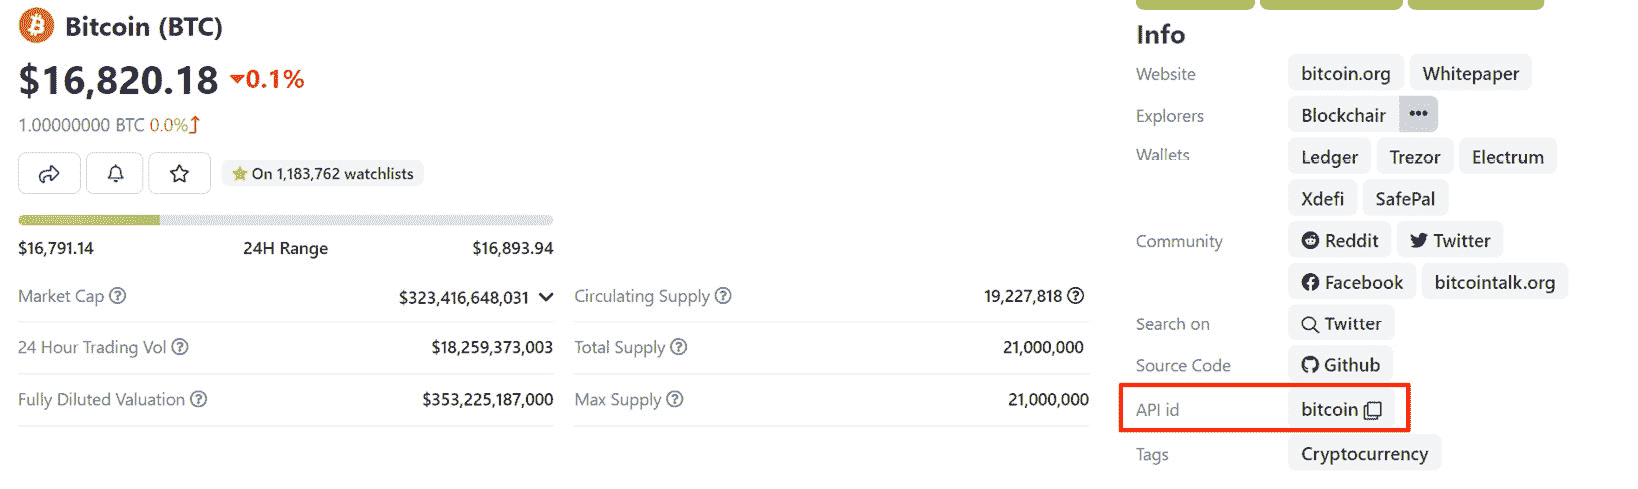 Bitcoin (BTC)
$16,820.18 0.1%
1.00000000 BTC 0.0%
On 1,183,762 watchlists
$16,791.14 24H Range $16,893.94
Market Cap $323,416,648,031
24 Hour Trading Vol $18,259,373,003
Fully Diluted Valuation $353,225,187,000
Circulating Supply 19,227,818
Total Supply 21,000,000
Max Supply 21,000,000
Info
Website bitcoin.org Whitepaper
Explorers Blockchair •••
Wallets Ledger Trezor Electrum
Xdefi SafePal
Community Reddit Twitter
Facebook bitcointalk.org
Search on Twitter
Source Code Github
API id bitcoin
Tags Cryptocurrency